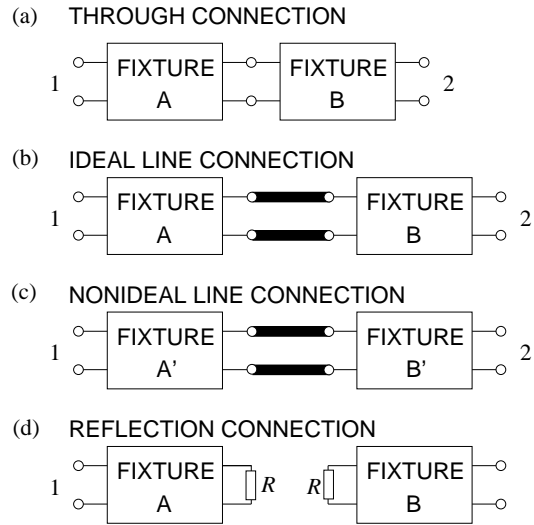 (a) THROUGH CONNECTION
1 FIXTURE A FIXTURE B 2
(b) IDEAL LINE CONNECTION
1 FIXTURE A FIXTURE B 2
(c) NONIDEAL LINE CONNECTION
1 FIXTURE A' FIXTURE B' 2
(d) REFLECTION CONNECTION
1 FIXTURE A R R FIXTURE B